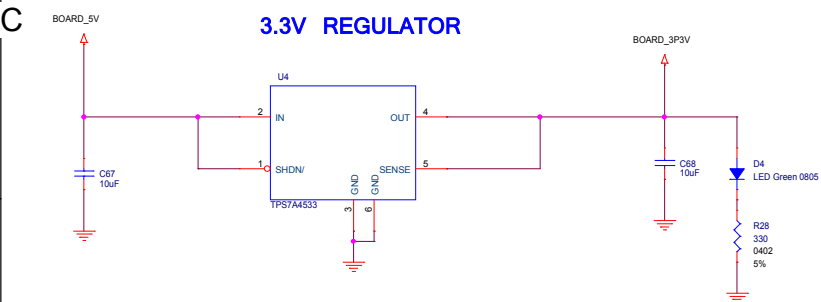 C
BOARD_5V
3.3V REGULATOR
BOARD_3P3V
U4
2
IN
OUT
4
1
SHDN/
SENSE
5
C67
10uF
GND
GND
TPS7A4533
3
6
C68
10uF
D4
LED Green 0805
R28
330
0402
5%